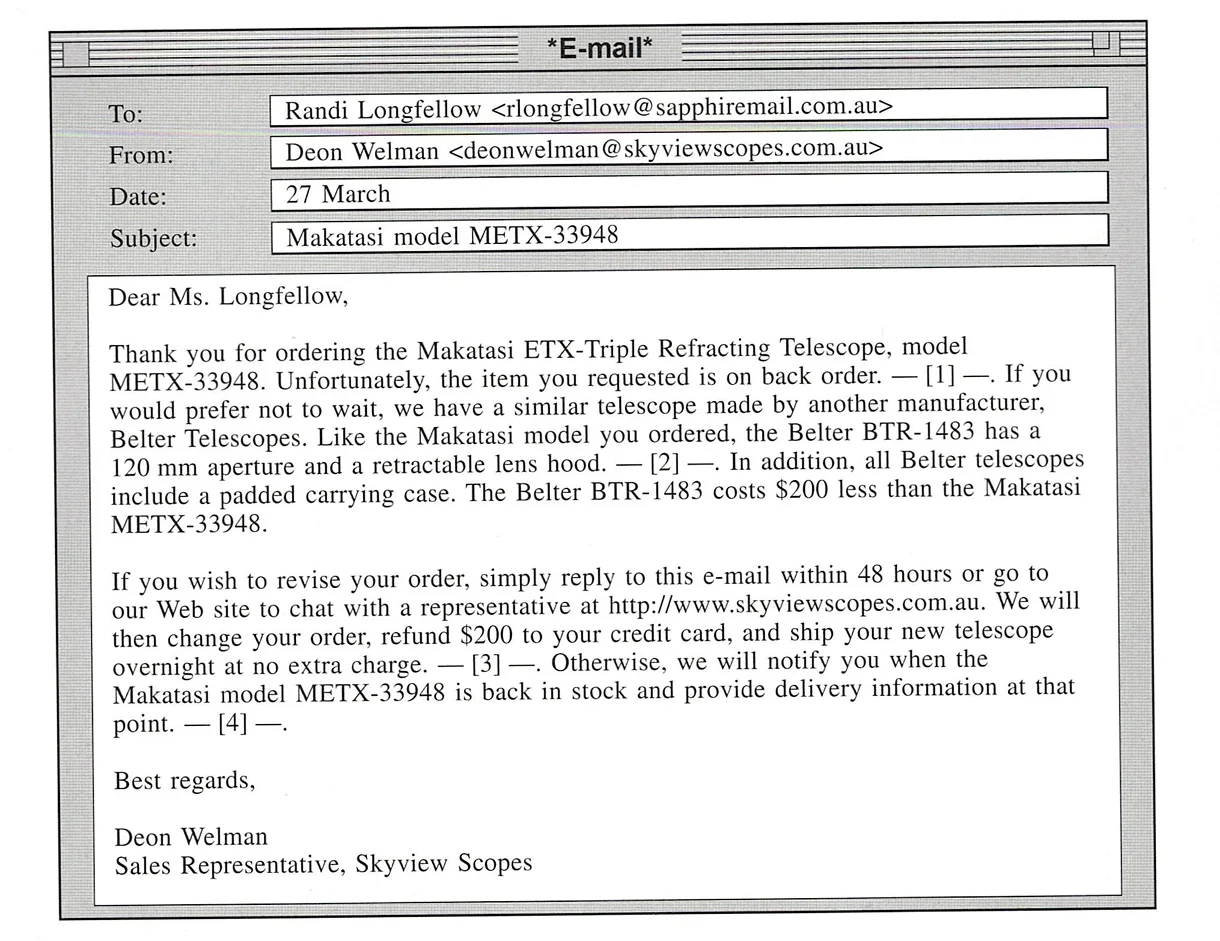 *E-mail*
To: Randi Longfellow <rlongfellow@sapphiremail.com.au>
From: Deon Welman <deonwelman@skyviewscopes.com.au>
Date: 27 March
Subject: Makatasi model METX-33948
Dear Ms. Longfellow,
Thank you for ordering the Makatasi ETX-Triple Refracting Telescope, model
METX-33948. Unfortunately, the item you requested is on back order. — [1] —. If you
would prefer not to wait, we have a similar telescope made by another manufacturer,
Belter Telescopes. Like the Makatasi model you ordered, the Belter BTR-1483 has a
120 mm aperture and a retractable lens hood. — [2] —. In addition, all Belter telescopes
include a padded carrying case. The Belter BTR-1483 costs $200 less than the Makatasi
METX-33948.
If you wish to revise your order, simply reply to this e-mail within 48 hours or go to
our Web site to chat with a representative at http://www.skyviewscopes.com.au. We will
then change your order, refund $200 to your credit card, and ship your new telescope
overnight at no extra charge. — [3] —. Otherwise, we will notify you when the
Makatasi model METX-33948 is back in stock and provide delivery information at that
point. — [4] —.
Best regards,
Deon Welman
Sales Representative, Skyview Scopes